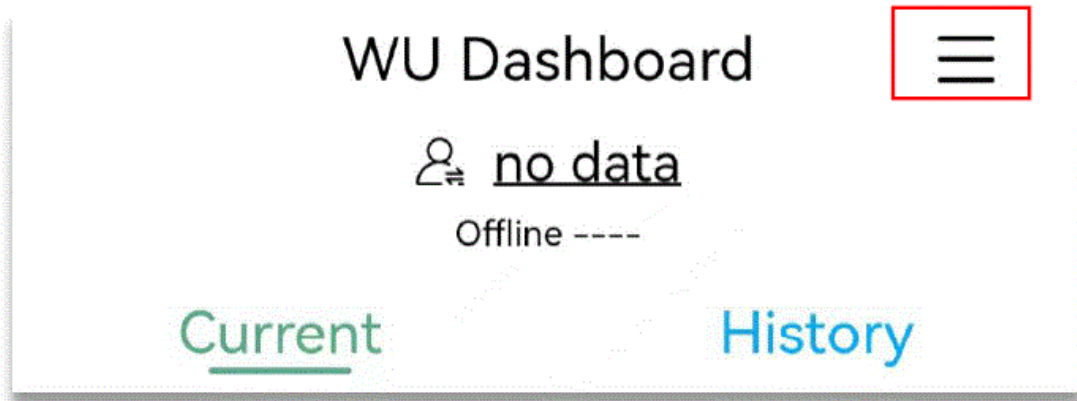 WU Dashboard
no data
Offline ----
Current History